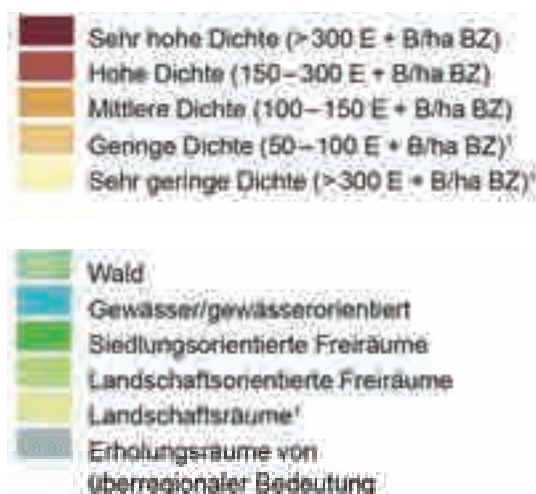 Sehr hohe Dichte (>300 E + B/ha BZ)
Hohe Dichte (150–300 E + B/ha BZ)
Mittlere Dichte (100–150 E + B/ha BZ)
Geringe Dichte (50–100 E + B/ha BZ)¹
Sehr geringe Dichte (>300 E + B/ha BZ)¹
Wald
Gewässer/gewässerorientiert
Siedlungsorientierte Freiräume
Landschaftsorientierte Freiräume
Landschaftsräume¹
Erholungsräume von
überregionaler Bedeutung